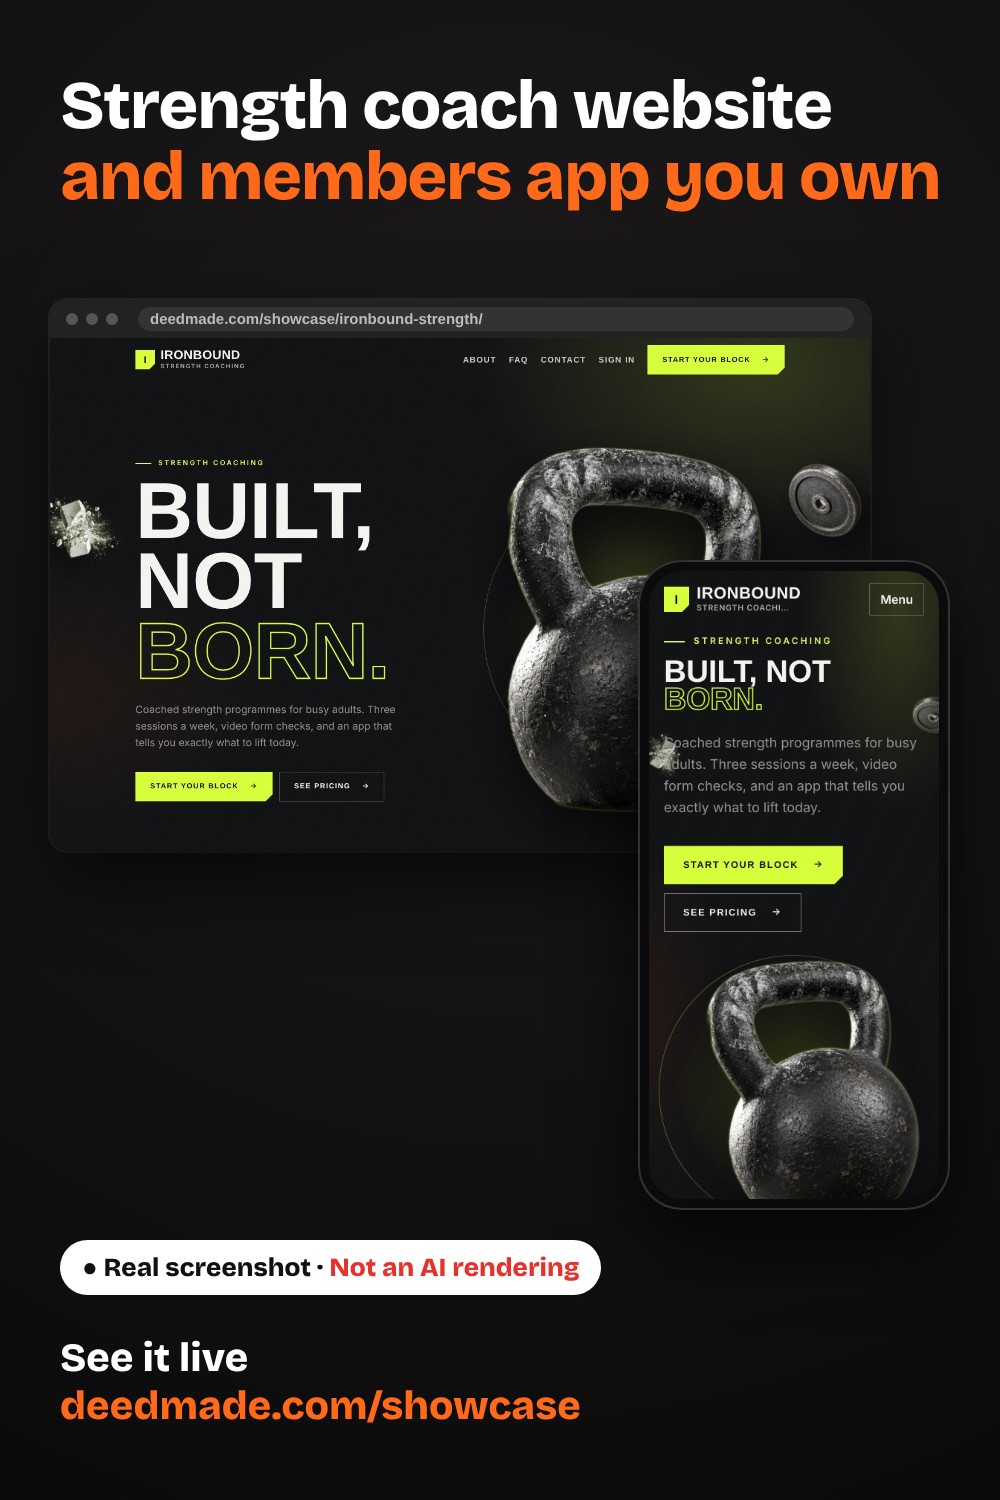 Strength coach website
and members app you own
deedmade.com/showcase/ironbound-strength/
I IRONBOUND
STRENGTH COACHING
ABOUT FAQ CONTACT SIGN IN START YOUR BLOCK →
STRENGTH COACHING
BUILT,
NOT
BORN.
Coached strength programmes for busy adults. Three
sessions a week, video form checks, and an app that
tells you exactly what to lift today.
START YOUR BLOCK → SEE PRICING →
I IRONBOUND
STRENGTH COACHI...
Menu
STRENGTH COACHING
BUILT, NOT
BORN.
Coached strength programmes for busy
adults. Three sessions a week, video
form checks, and an app that tells you
exactly what to lift today.
START YOUR BLOCK →
SEE PRICING →
● Real screenshot · Not an AI rendering
See it live
deedmade.com/showcase